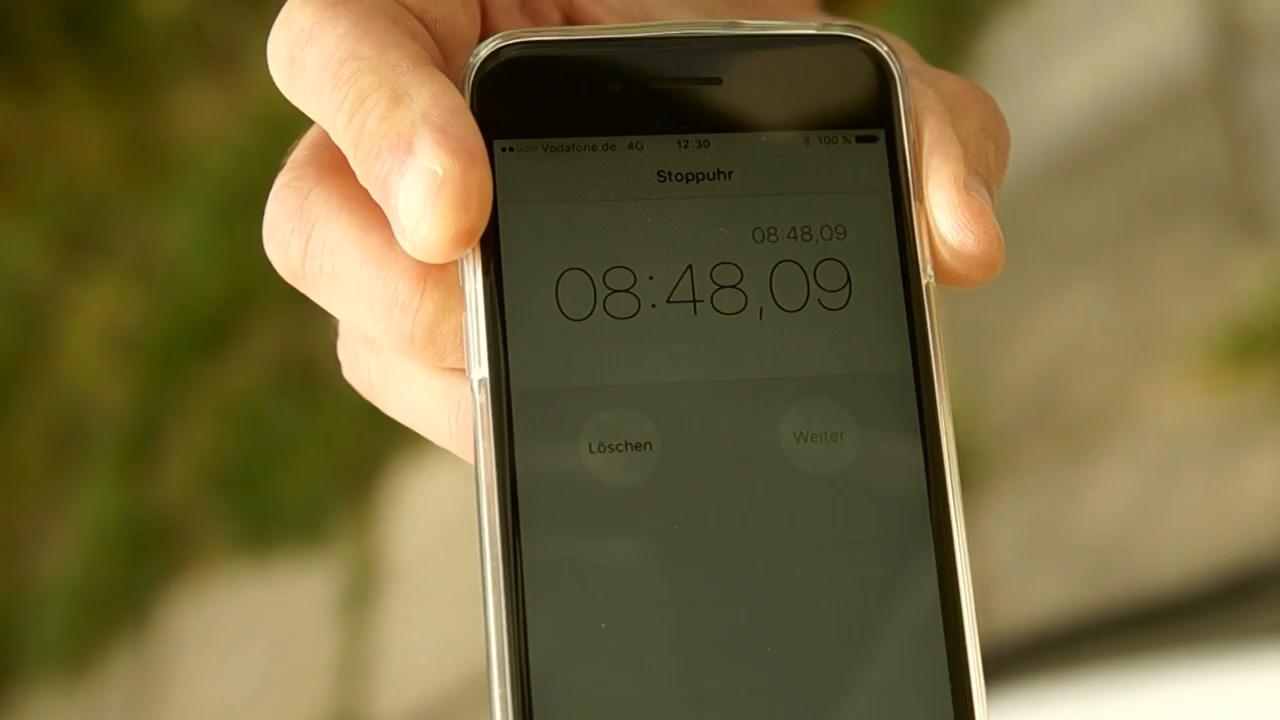 Vodafone.de 4G 12:30 100 %
Stoppuhr
08:48,09
08:48,09
Löschen Weiter